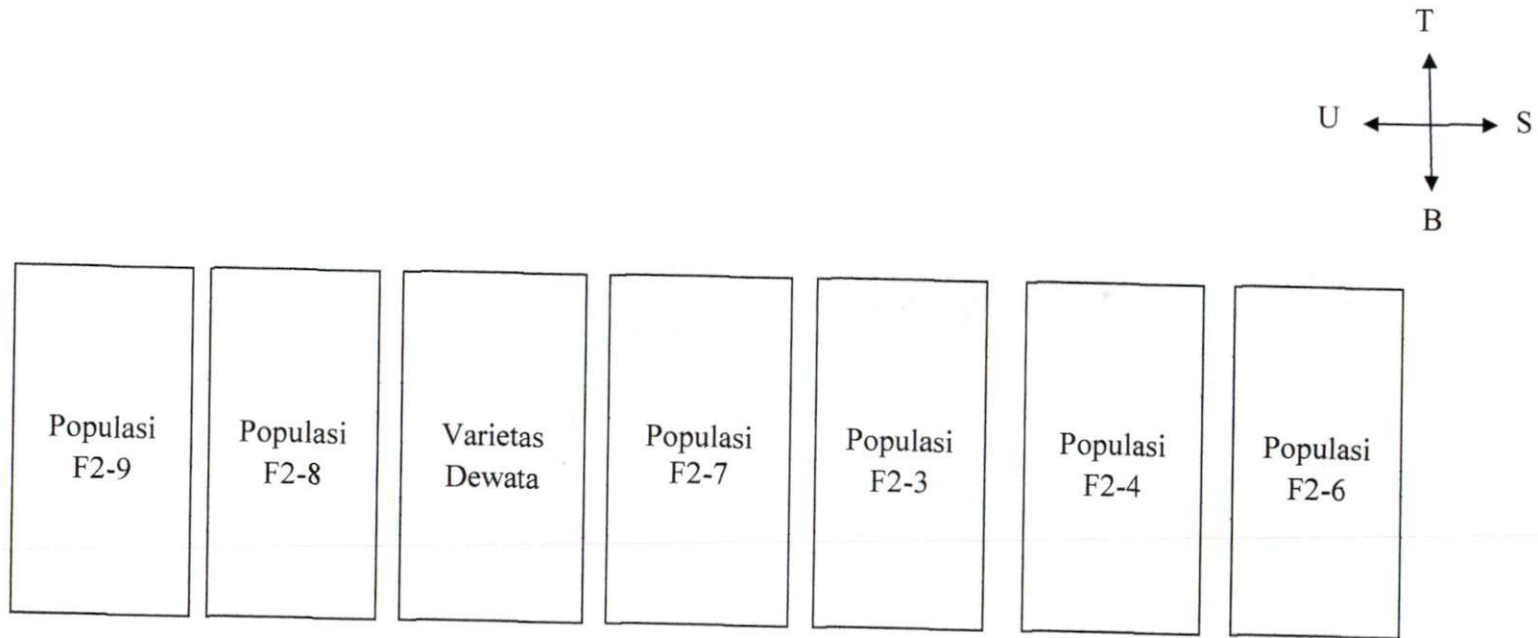 T
U S
B
Populasi
F2-9
Populasi
F2-8
Varietas
Dewata
Populasi
F2-7
Populasi
F2-3
Populasi
F2-4
Populasi
F2-6